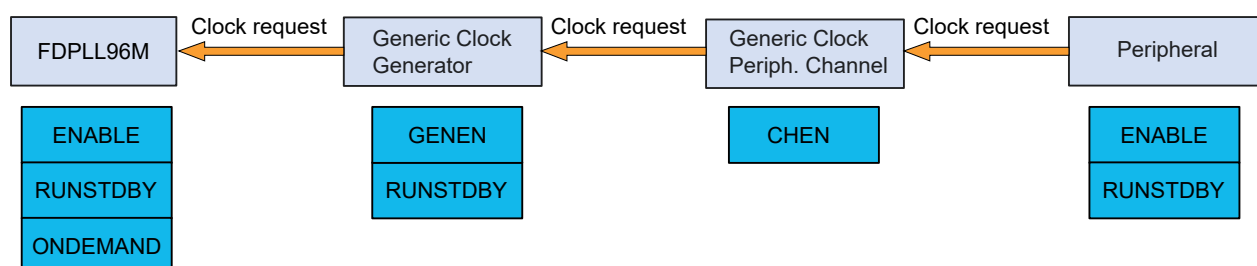 Clock request
Clock request
Clock request
FDPLL96M
Generic Clock
Generator
Generic Clock
Periph. Channel
Peripheral
ENABLE
GENEN
CHEN
ENABLE
RUNSTDBY
RUNSTDBY
RUNSTDBY
ONDEMAND